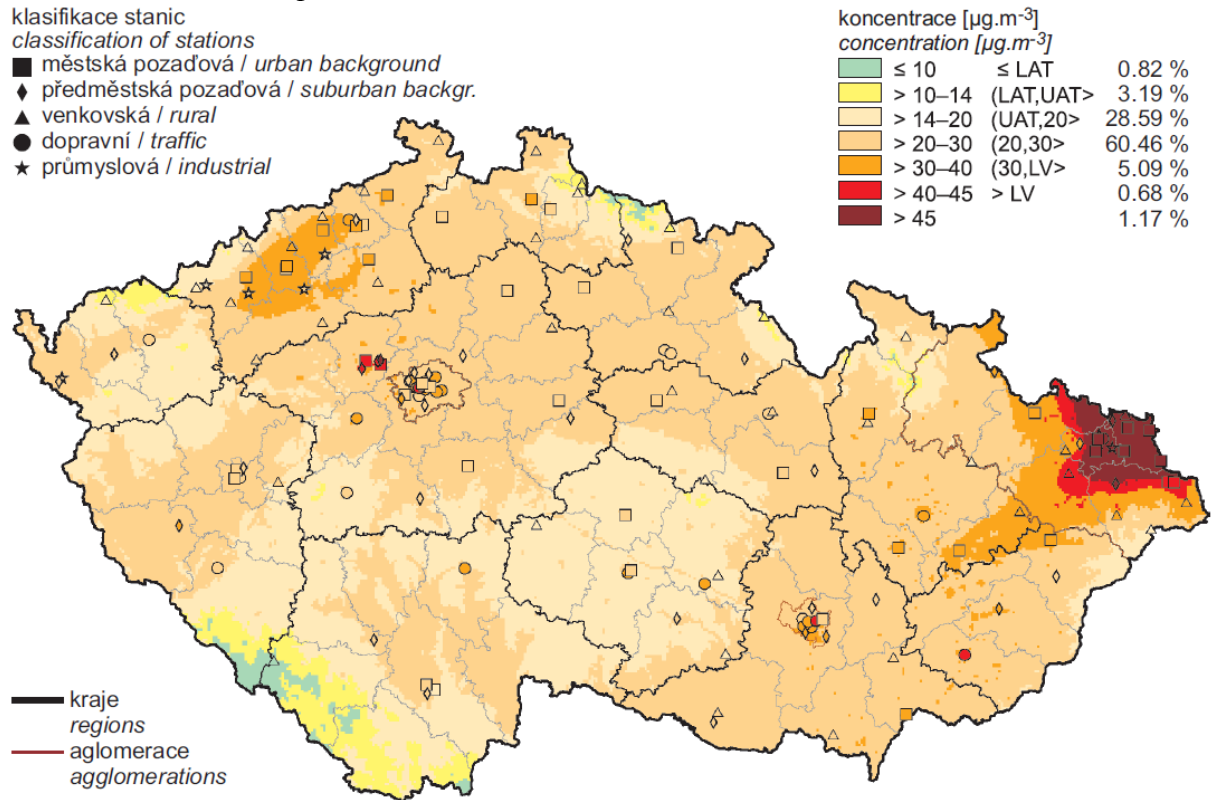 klasifikace stanic
classification of stations
městská pozaďová / urban background
předměstská pozaďová / suburban backgr.
venkovská / rural
dopravní / traffic
průmyslová / industrial
koncentrace [µg.m⁻³]
concentration [µg.m⁻³]
≤ 10 ≤ LAT 0.82 %
> 10–14 (LAT,UAT> 3.19 %
> 14–20 (UAT,20> 28.59 %
> 20–30 (20,30> 60.46 %
> 30–40 (30,LV> 5.09 %
> 40–45 > LV 0.68 %
> 45 1.17 %
kraje
regions
aglomerace
agglomerations